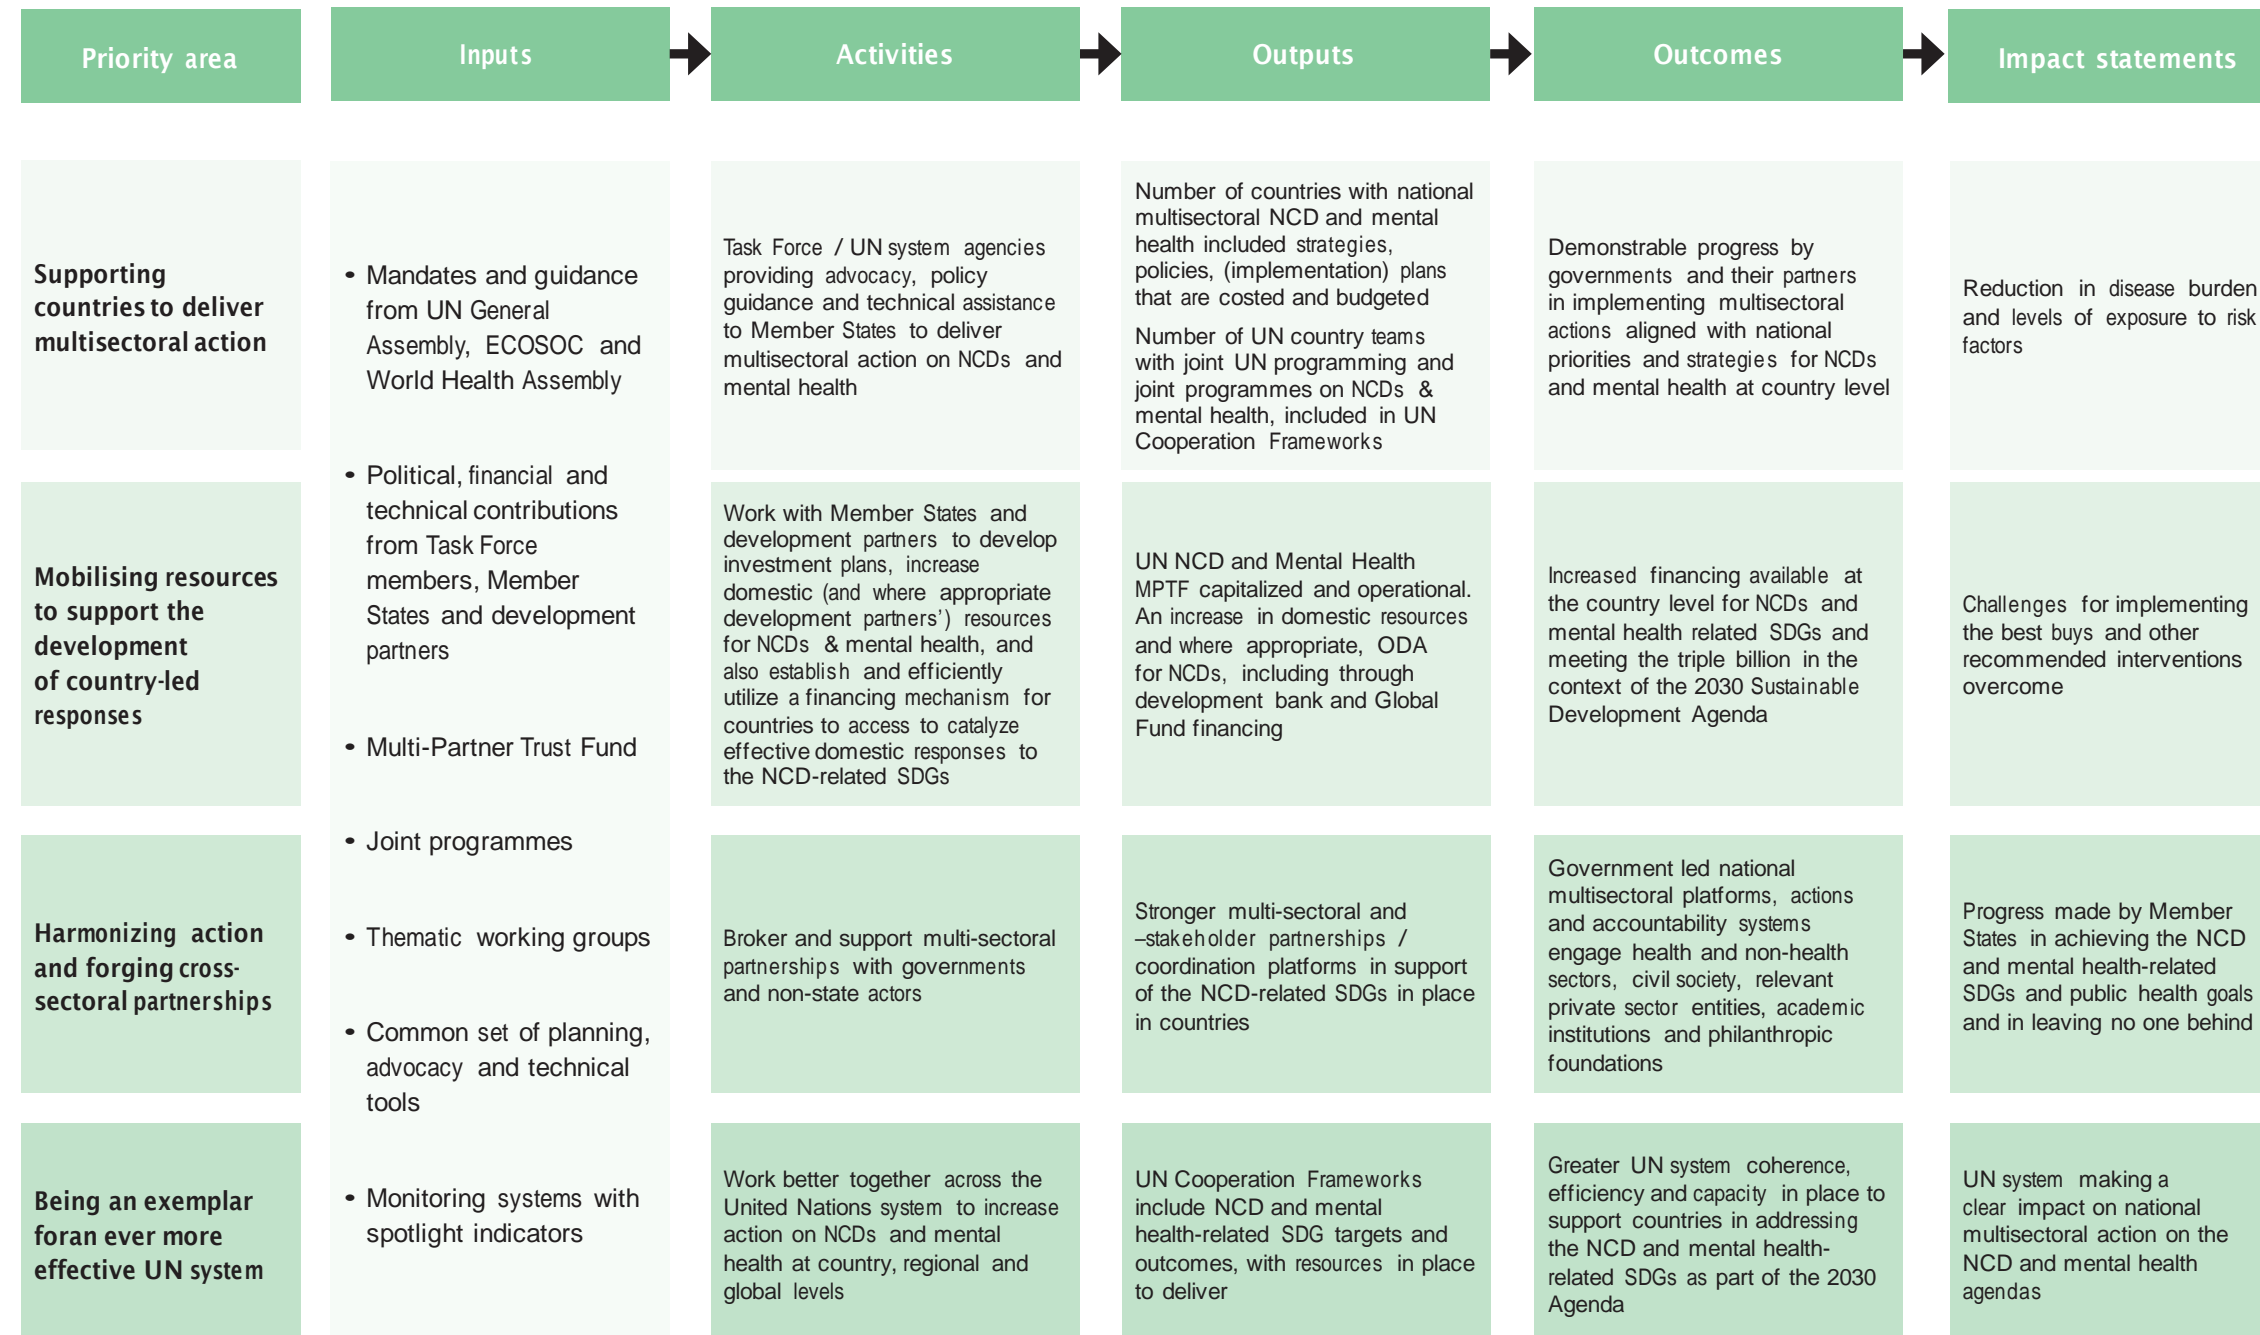 Priority area
Inputs
Activities
Outputs
Outcomes
Impact statements
Supporting
countries to deliver
multisectoral action
• Mandates and guidance
from UN General
Assembly, ECOSOC and
World Health Assembly
• Political, financial and
technical contributions
from Task Force
members, Member
States and development
partners
• Multi-Partner Trust Fund
• Joint programmes
• Thematic working groups
• Common set of planning,
advocacy and technical
tools
• Monitoring systems with
spotlight indicators
Task Force / UN system agencies
providing advocacy, policy
guidance and technical assistance
to Member States to deliver
multisectoral action on NCDs and
mental health
Number of countries with national
multisectoral NCD and mental
health included strategies,
policies, (implementation) plans
that are costed and budgeted
Number of UN country teams
with joint UN programming and
joint programmes on NCDs &
mental health, included in UN
Cooperation Frameworks
Demonstrable progress by
governments and their partners
in implementing multisectoral
actions aligned with national
priorities and strategies for NCDs
and mental health at country level
Reduction in disease burden
and levels of exposure to risk
factors
Mobilising resources
to support the
development
of country-led
responses
Work with Member States and
development partners to develop
investment plans, increase
domestic (and where appropriate
development partners’) resources
for NCDs & mental health, and
also establish and efficiently
utilize a financing mechanism for
countries to access to catalyze
effective domestic responses to
the NCD-related SDGs
UN NCD and Mental Health
MPTF capitalized and operational.
An increase in domestic resources
and where appropriate, ODA
for NCDs, including through
development bank and Global
Fund financing
Increased financing available at
the country level for NCDs and
mental health related SDGs and
meeting the triple billion in the
context of the 2030 Sustainable
Development Agenda
Challenges for implementing
the best buys and other
recommended interventions
overcome
Harmonizing action
and forging cross-
sectoral partnerships
Broker and support multi-sectoral
partnerships with governments
and non-state actors
Stronger multi-sectoral and
–stakeholder partnerships /
coordination platforms in support
of the NCD-related SDGs in place
in countries
Government led national
multisectoral platforms, actions
and accountability systems
engage health and non-health
sectors, civil society, relevant
private sector entities, academic
institutions and philanthropic
foundations
Progress made by Member
States in achieving the NCD
and mental health-related
SDGs and public health goals
and in leaving no one behind
Being an exemplar
foran ever more
effective UN system
Work better together across the
United Nations system to increase
action on NCDs and mental
health at country, regional and
global levels
UN Cooperation Frameworks
include NCD and mental
health-related SDG targets and
outcomes, with resources in place
to deliver
Greater UN system coherence,
efficiency and capacity in place to
support countries in addressing
the NCD and mental health-
related SDGs as part of the 2030
Agenda
UN system making a
clear impact on national
multisectoral action on the
NCD and mental health
agendas